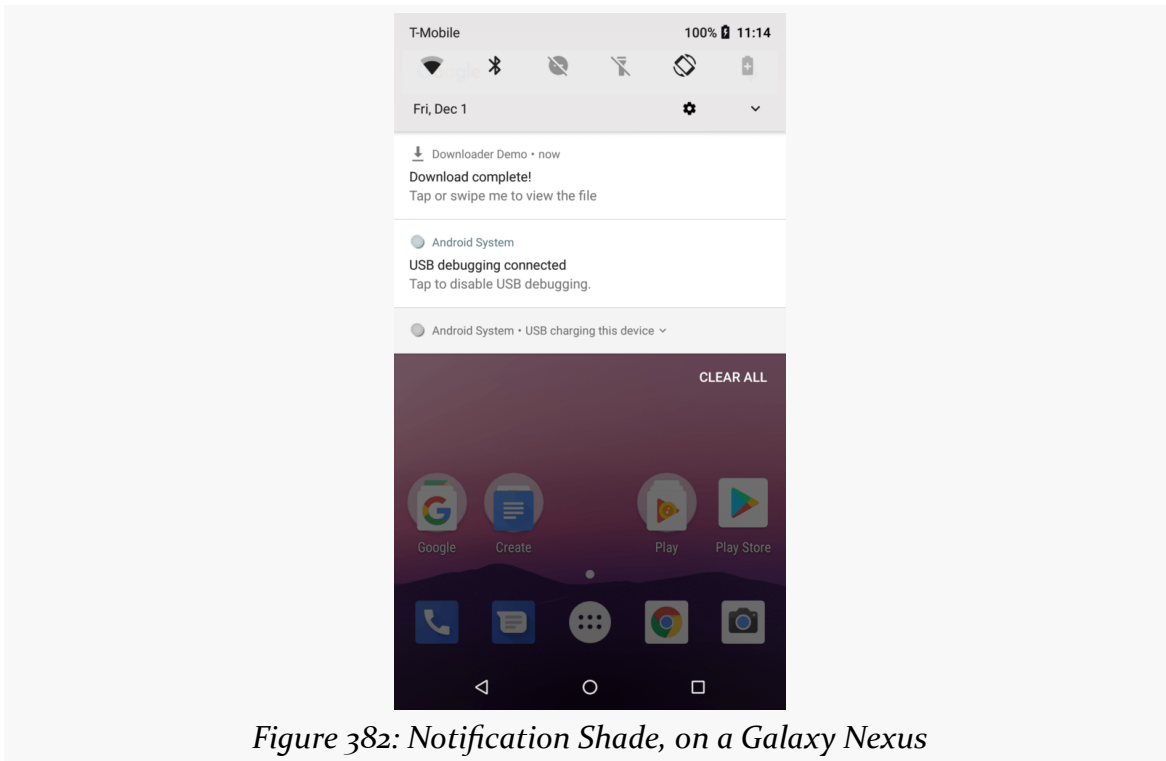 T-Mobile 100% 11:14
Fri, Dec 1
Downloader Demo • now
Download complete!
Tap or swipe me to view the file
Android System
USB debugging connected
Tap to disable USB debugging.
Android System • USB charging this device
CLEAR ALL
Google Create Play Play Store
Figure 382: Notification Shade, on a Galaxy Nexus